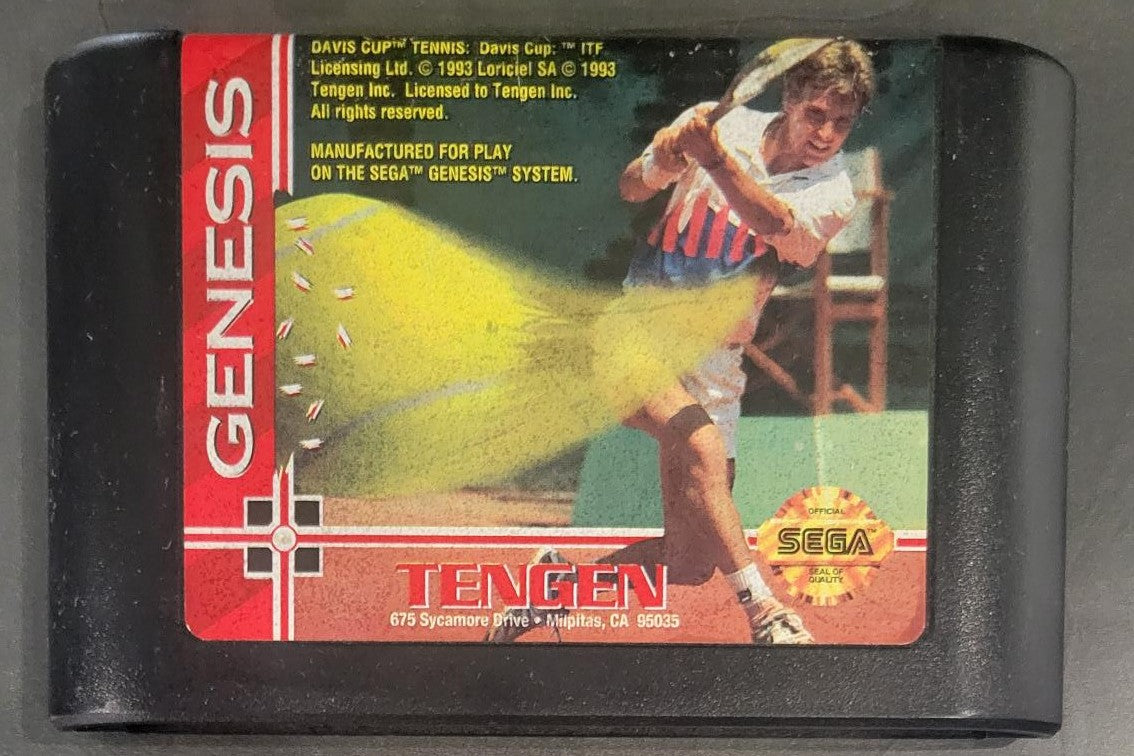 DAVIS CUP™ TENNIS: Davis Cup: ™ ITF
Licensing Ltd. © 1993 Loriciel SA © 1993
Tengen Inc. Licensed to Tengen Inc.
All rights reserved.
MANUFACTURED FOR PLAY
ON THE SEGA™ GENESIS™ SYSTEM.
GENESIS
OFFICIAL
SEGA™
SEAL OF
QUALITY
TENGEN
675 Sycamore Drive • Milpitas, CA 95035